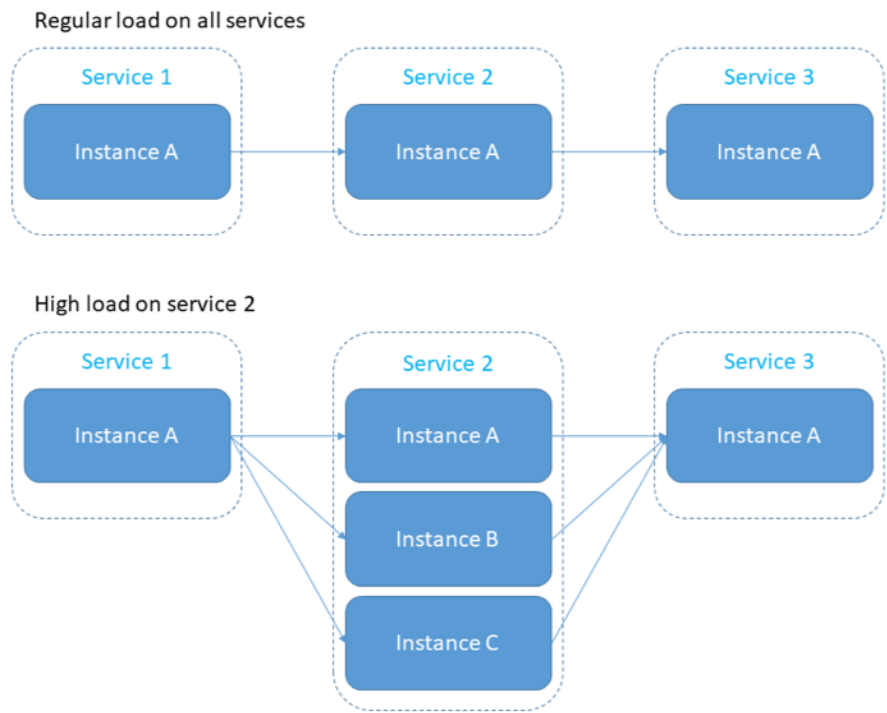 Regular load on all services
Service 1
Service 2
Service 3
Instance A
Instance A
Instance A
High load on service 2
Service 1
Service 2
Service 3
Instance A
Instance A
Instance A
Instance B
Instance C